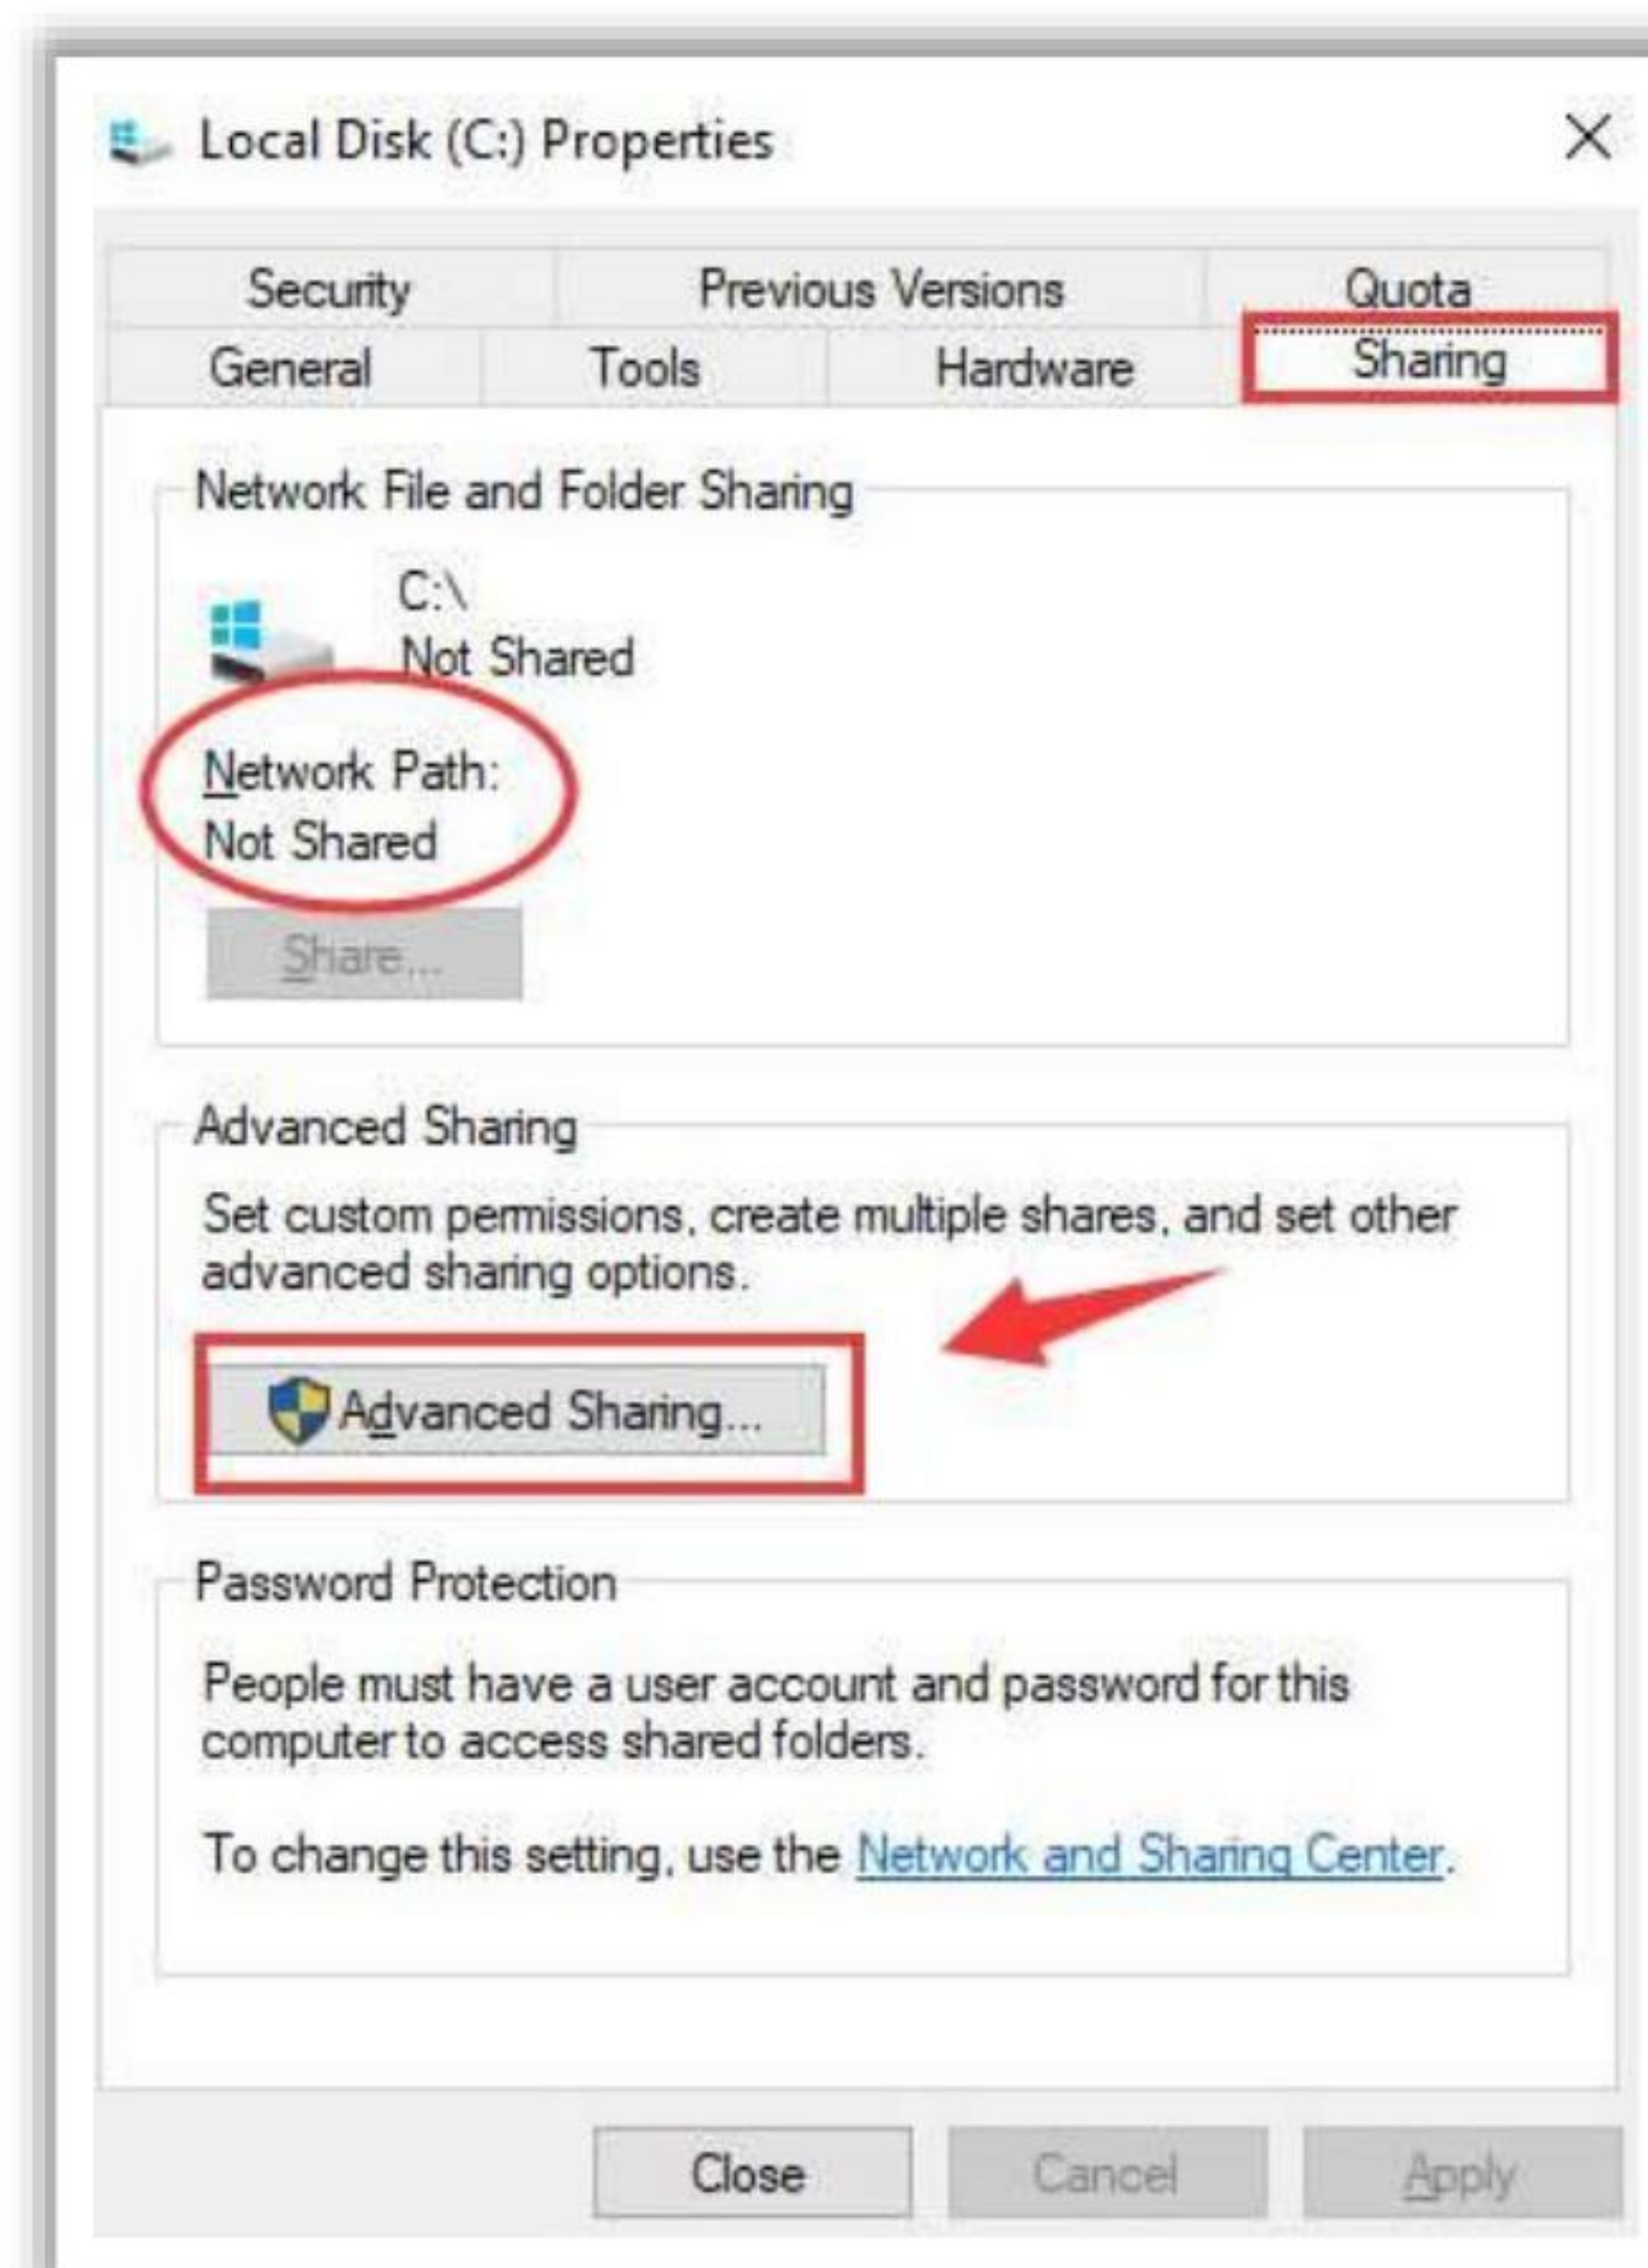 Local Disk (C:) Properties
Security Previous Versions Quota
General Tools Hardware Sharing
Network File and Folder Sharing
C:\
Not Shared
Network Path:
Not Shared
Share...
Advanced Sharing
Set custom permissions, create multiple shares, and set other
advanced sharing options.
Advanced Sharing...
Password Protection
People must have a user account and password for this
computer to access shared folders.
To change this setting, use the Network and Sharing Center.
Close Cancel Apply